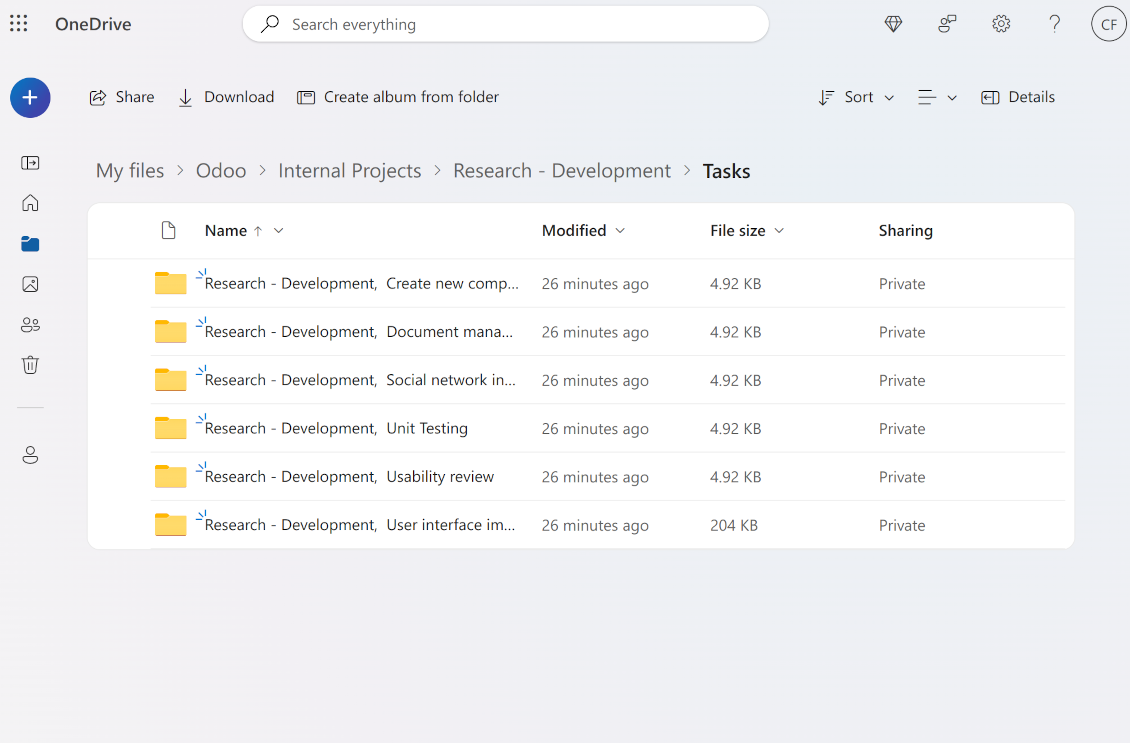 OneDrive
Search everything
?
CF
+
Share
Download
Create album from folder
Sort
Details
My files > Odoo > Internal Projects > Research - Development > Tasks
Name ↑ Modified File size Sharing
Research - Development, Create new comp... 26 minutes ago 4.92 KB Private
Research - Development, Document mana... 26 minutes ago 4.92 KB Private
Research - Development, Social network in... 26 minutes ago 4.92 KB Private
Research - Development, Unit Testing 26 minutes ago 4.92 KB Private
Research - Development, Usability review 26 minutes ago 4.92 KB Private
Research - Development, User interface im... 26 minutes ago 204 KB Private